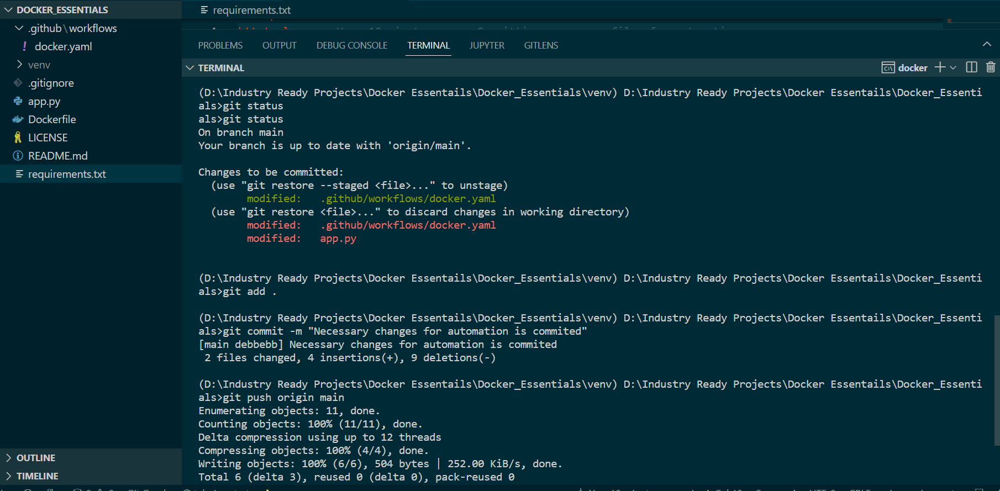 DOCKER_ESSENTIALS
.github\workflows
! docker.yaml
venv
.gitignore
app.py
Dockerfile
LICENSE
README.md
requirements.txt
OUTLINE
TIMELINE
requirements.txt
PROBLEMS OUTPUT DEBUG CONSOLE TERMINAL JUPYTER GITLENS
TERMINAL
docker
(D:\Industry Ready Projects\Docker Essentails\Docker_Essentials\venv) D:\Industry Ready Projects\Docker Essentails\Docker_Essenti
als>git status
als>git status
On branch main
Your branch is up to date with 'origin/main'.
Changes to be committed:
(use "git restore --staged <file>..." to unstage)
modified: .github/workflows/docker.yaml
(use "git restore <file>..." to discard changes in working directory)
modified: .github/workflows/docker.yaml
modified: app.py
(D:\Industry Ready Projects\Docker Essentails\Docker_Essentials\venv) D:\Industry Ready Projects\Docker Essentails\Docker_Essenti
als>git add .
(D:\Industry Ready Projects\Docker Essentails\Docker_Essentials\venv) D:\Industry Ready Projects\Docker Essentails\Docker_Essenti
als>git commit -m "Necessary changes for automation is commited"
[main debbebb] Necessary changes for automation is commited
2 files changed, 4 insertions(+), 9 deletions(-)
(D:\Industry Ready Projects\Docker Essentails\Docker_Essentials\venv) D:\Industry Ready Projects\Docker Essentails\Docker_Essenti
als>git push origin main
Enumerating objects: 11, done.
Counting objects: 100% (11/11), done.
Delta compression using up to 12 threads
Compressing objects: 100% (4/4), done.
Writing objects: 100% (6/6), 504 bytes | 252.00 KiB/s, done.
Total 6 (delta 3), reused 0 (delta 0), pack-reused 0